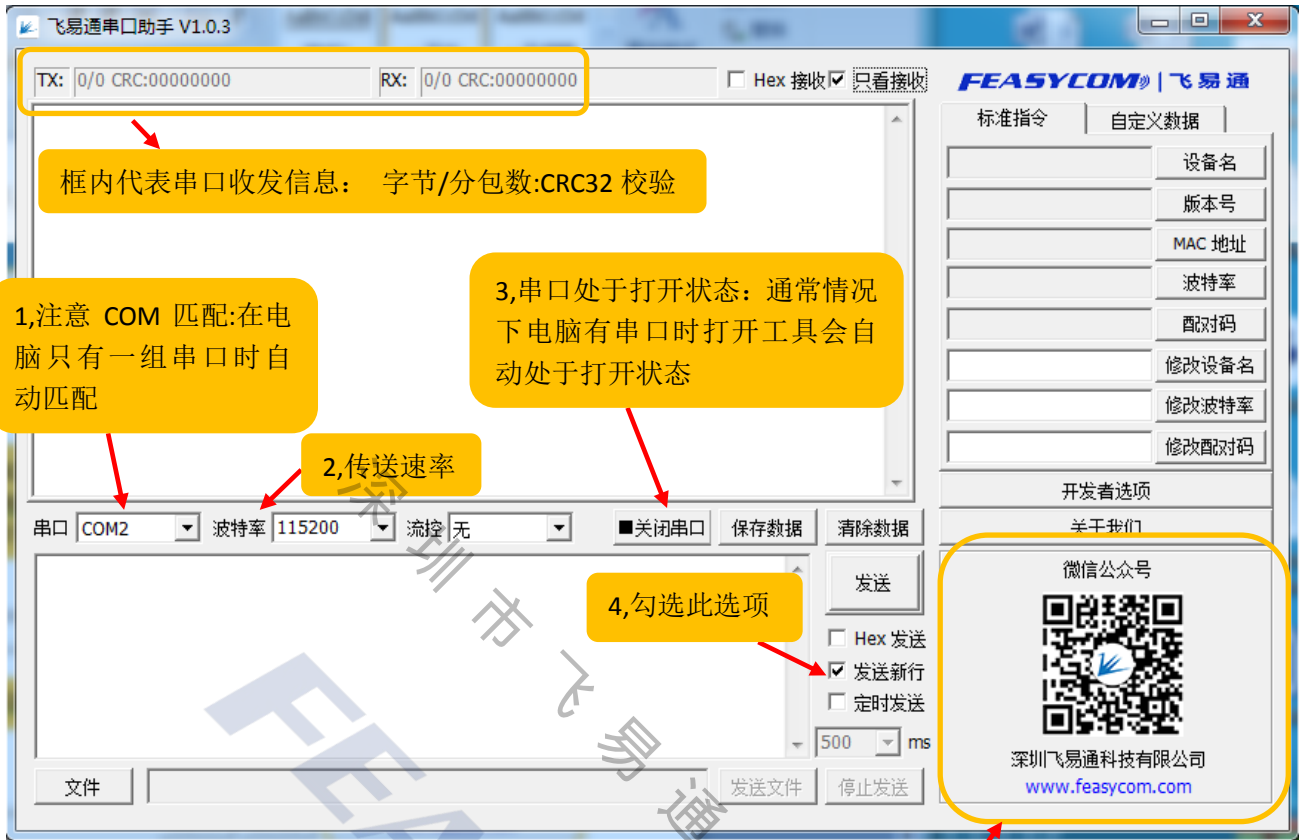 飞易通串口助手 V1.0.3
TX: 0/0 CRC:00000000 RX: 0/0 CRC:00000000 Hex 接收 只看接收
FEASYCOM | 飞易通
标准指令 自定义数据
框内代表串口收发信息： 字节/分包数:CRC32 校验
设备名
版本号
MAC 地址
波特率
配对码
修改设备名
修改波特率
修改配对码
1,注意 COM 匹配:在电
脑只有一组串口时自
动匹配
3,串口处于打开状态：通常情况
下电脑有串口时打开工具会自
动处于打开状态
2,传送速率
开发者选项
串口 COM2 波特率 115200 流控 无 ■关闭串口 保存数据 清除数据
关于我们
4,勾选此选项
发送
Hex 发送
发送新行
定时发送
500 ms
微信公众号
深圳飞易通科技有限公司
www.feasycom.com
文件 发送文件 停止发送
深圳市飞易通
FEA